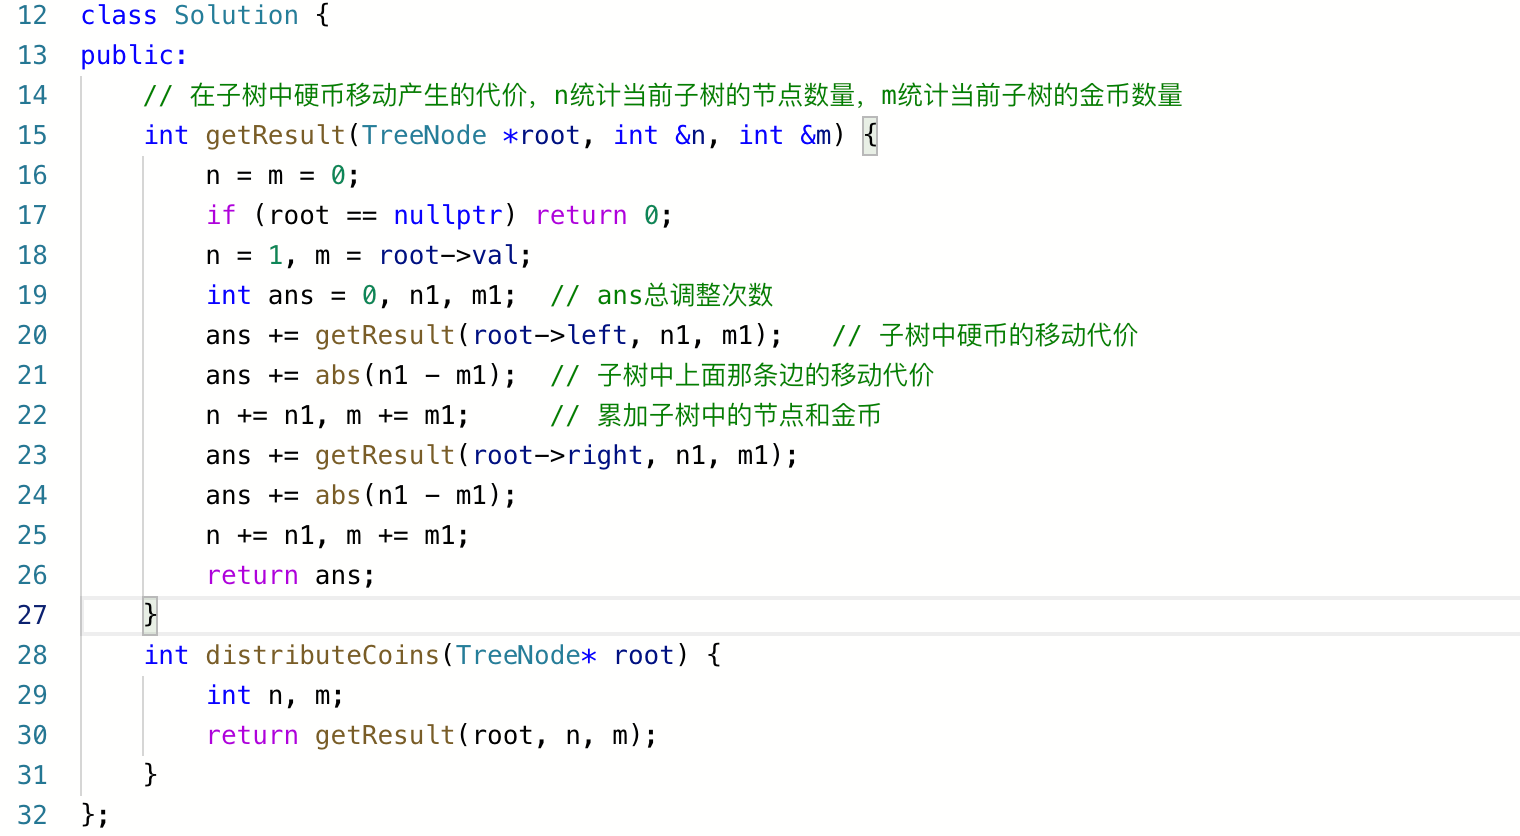 12 class Solution {
13 public:
14     // 在子树中硬币移动产生的代价，n统计当前子树的节点数量，m统计当前子树的金币数量
15     int getResult(TreeNode *root, int &n, int &m) {
16         n = m = 0;
17         if (root == nullptr) return 0;
18         n = 1, m = root->val;
19         int ans = 0, n1, m1;  // ans总调整次数
20         ans += getResult(root->left, n1, m1);   // 子树中硬币的移动代价
21         ans += abs(n1 - m1);  // 子树中上面那条边的移动代价
22         n += n1, m += m1;     // 累加子树中的节点和金币
23         ans += getResult(root->right, n1, m1);
24         ans += abs(n1 - m1);
25         n += n1, m += m1;
26         return ans;
27     }
28     int distributeCoins(TreeNode* root) {
29         int n, m;
30         return getResult(root, n, m);
31     }
32 };